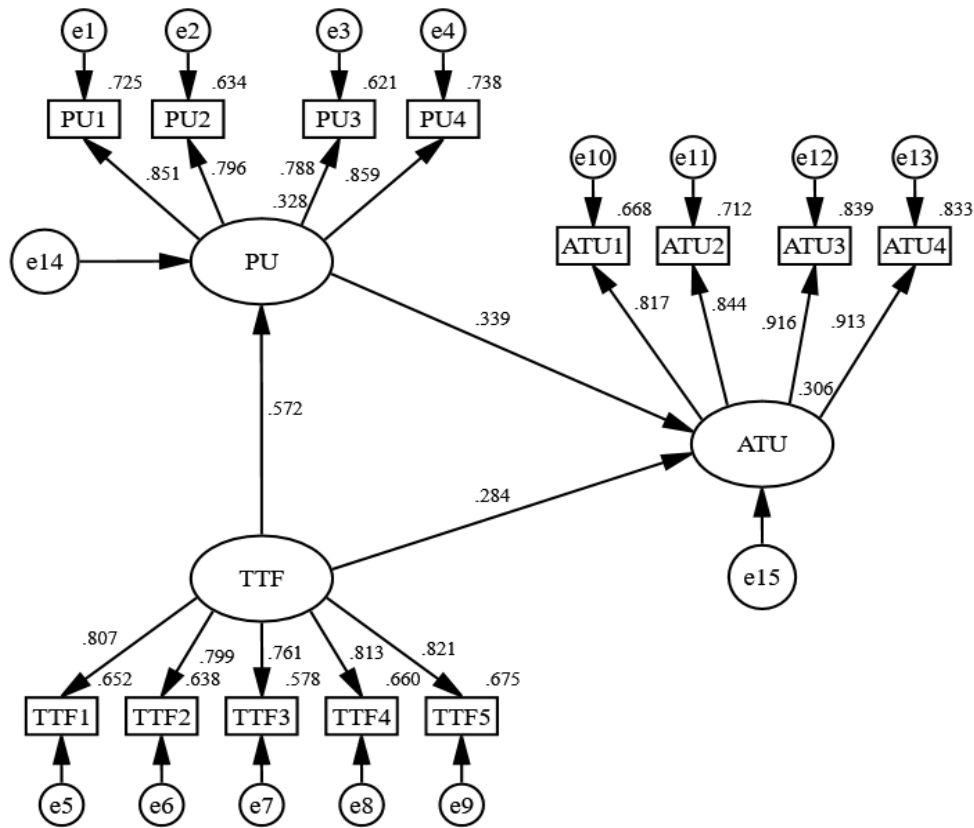 e1 e2 e3 e4
.725 .634 .621 .738
PU1 PU2 PU3 PU4
.851 .796 .788 .859
.328
e14 PU
e10 e11 e12 e13
.668 .712 .839 .833
ATU1 ATU2 ATU3 ATU4
.817 .844 .916 .913
.339
.306
.572
ATU
.284
TTF
e15
.807 .799 .761 .813 .821
.652 .638 .578 .660 .675
TTF1 TTF2 TTF3 TTF4 TTF5
e5 e6 e7 e8 e9